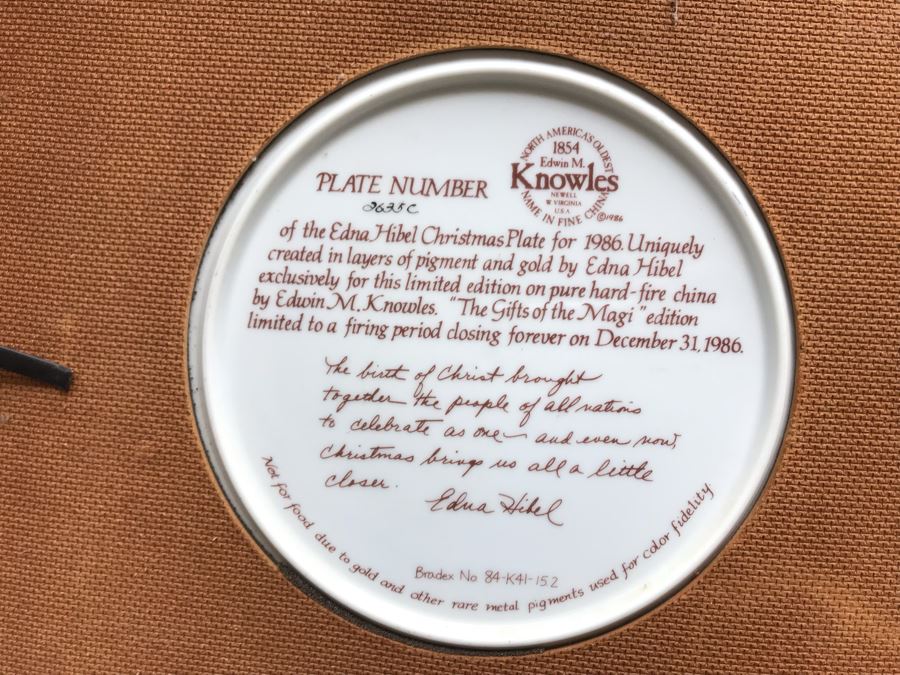 NORTH AMERICA'S OLDEST
1854
Edwin M.
Knowles
NEWELL
W. VIRGINIA
U.S.A
NAME IN FINE CHINA
©1986
PLATE NUMBER
2635C
of the Edna Hibel Christmas Plate for 1986. Uniquely
created in layers of pigment and gold by Edna Hibel
exclusively for this limited edition on pure hard-fire china
by Edwin M. Knowles. "The Gifts of the Magi" edition
limited to a firing period closing forever on December 31, 1986.
The birth of Christ brought
together the people of all nations
to celebrate as one — and even now,
Christmas brings us all a little
closer.
Edna Hibel
Bradex No 84-K41-15.2
Not for food due to gold and other rare metal pigments used for color fidelity